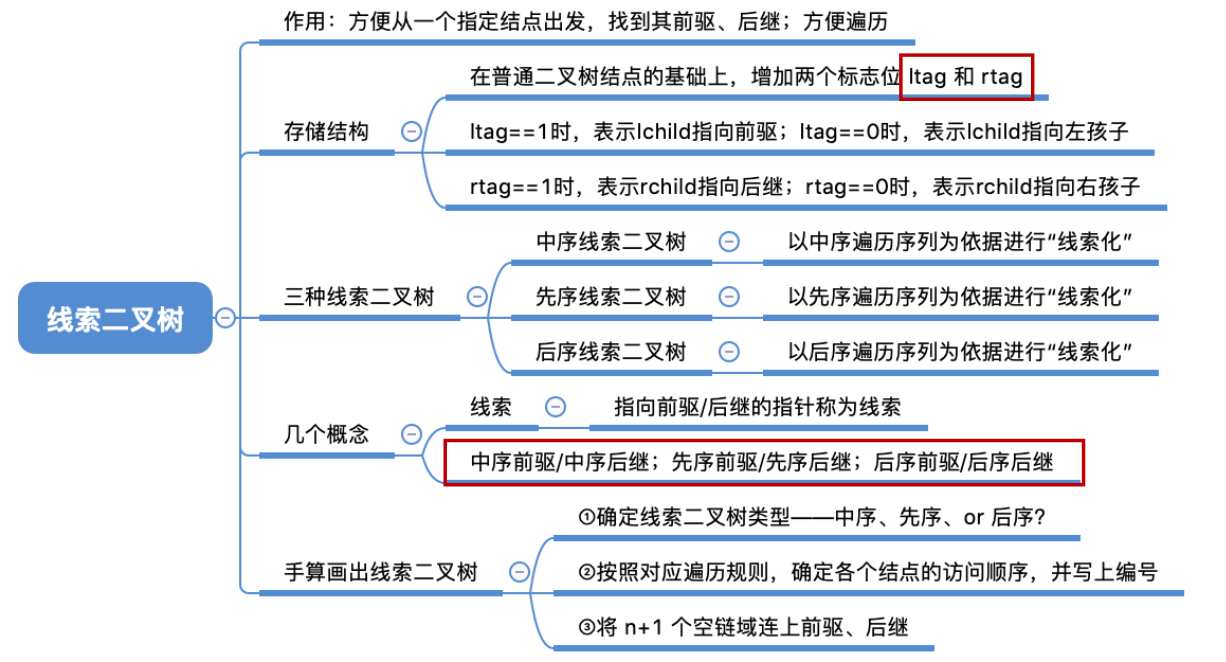 线索二叉树
作用：方便从一个指定结点出发，找到其前驱、后继；方便遍历
存储结构
在普通二叉树结点的基础上，增加两个标志位 ltag 和 rtag
ltag==1时，表示lchild指向前驱；ltag==0时，表示lchild指向左孩子
rtag==1时，表示rchild指向后继；rtag==0时，表示rchild指向右孩子
三种线索二叉树
中序线索二叉树
以中序遍历序列为依据进行“线索化”
先序线索二叉树
以先序遍历序列为依据进行“线索化”
后序线索二叉树
以后序遍历序列为依据进行“线索化”
几个概念
线索
指向前驱/后继的指针称为线索
中序前驱/中序后继；先序前驱/先序后继；后序前驱/后序后继
手算画出线索二叉树
①确定线索二叉树类型——中序、先序、or 后序?
②按照对应遍历规则，确定各个结点的访问顺序，并写上编号
③将 n+1 个空链域连上前驱、后继